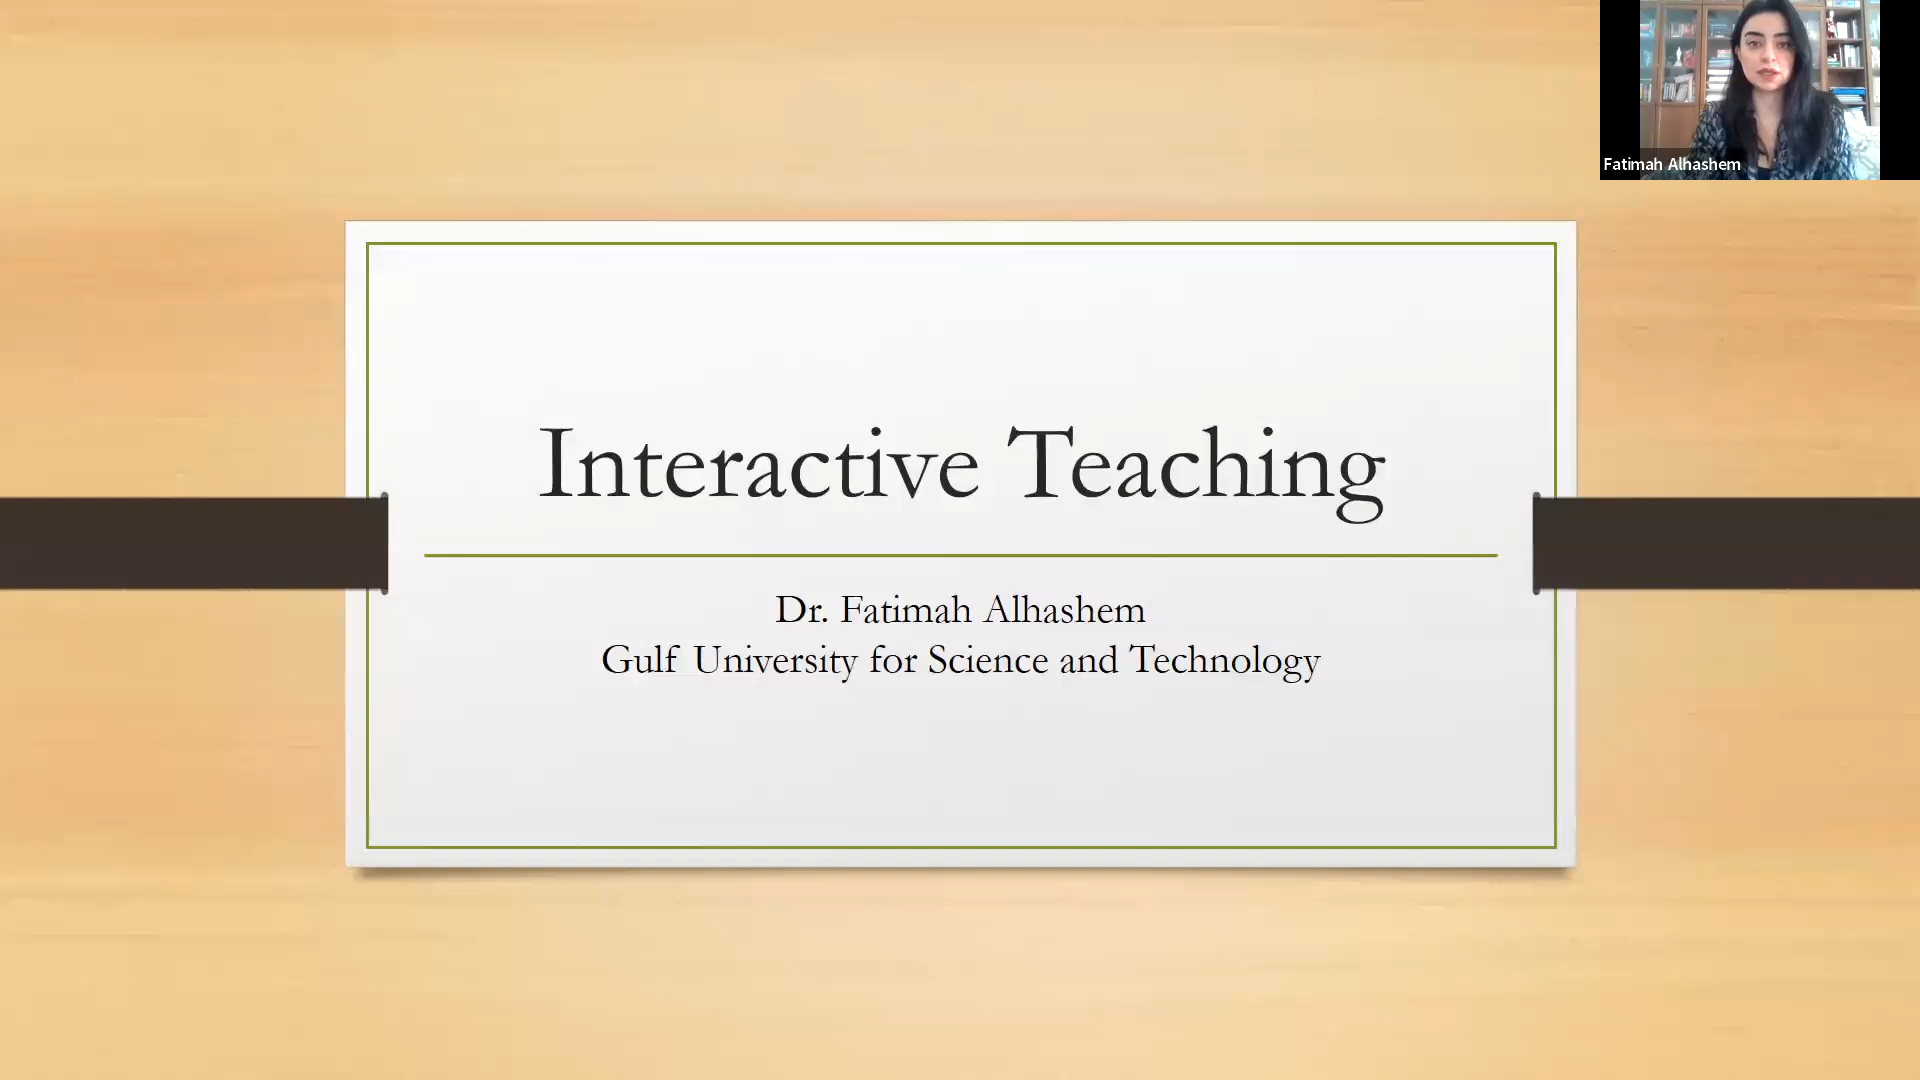 Fatimah Alhashem
Interactive Teaching
Dr. Fatimah Alhashem
Gulf University for Science and Technology